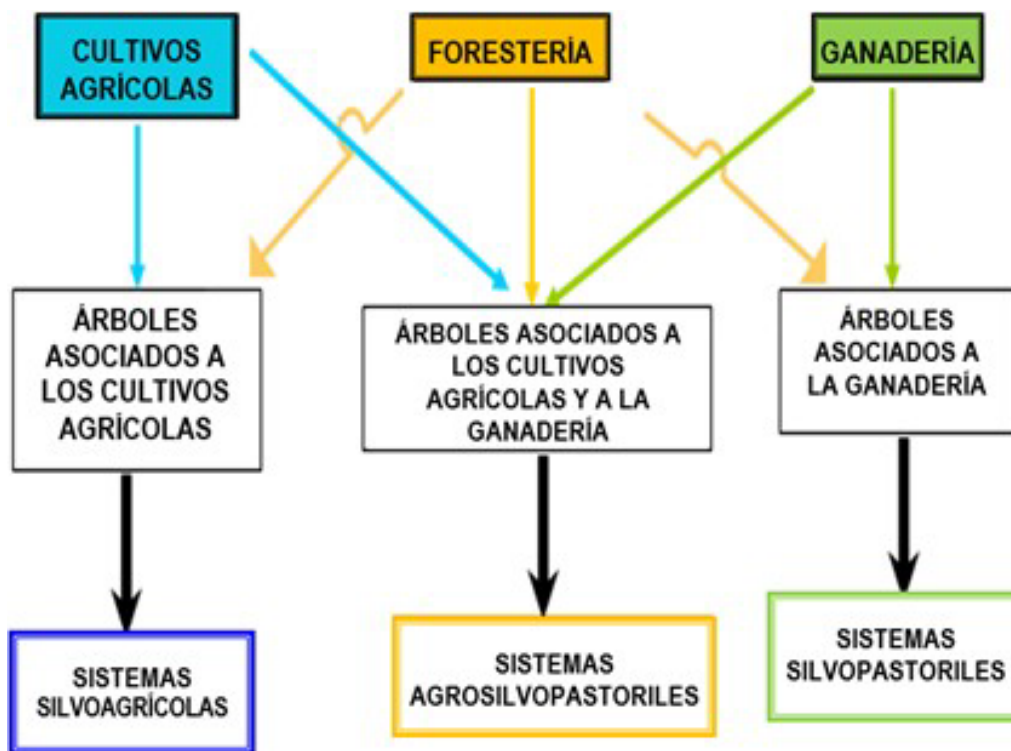 CULTIVOS
AGRÍCOLAS
FORESTERÍA
GANADERÍA
ÁRBOLES
ASOCIADOS A
LOS CULTIVOS
AGRÍCOLAS
ÁRBOLES ASOCIADOS A
LOS CULTIVOS
AGRÍCOLAS Y A LA
GANADERÍA
ÁRBOLES
ASOCIADOS A
LA GANADERÍA
SISTEMAS
SILVOAGRÍCOLAS
SISTEMAS
AGROSILVOPASTORILES
SISTEMAS
SILVOPASTORILES